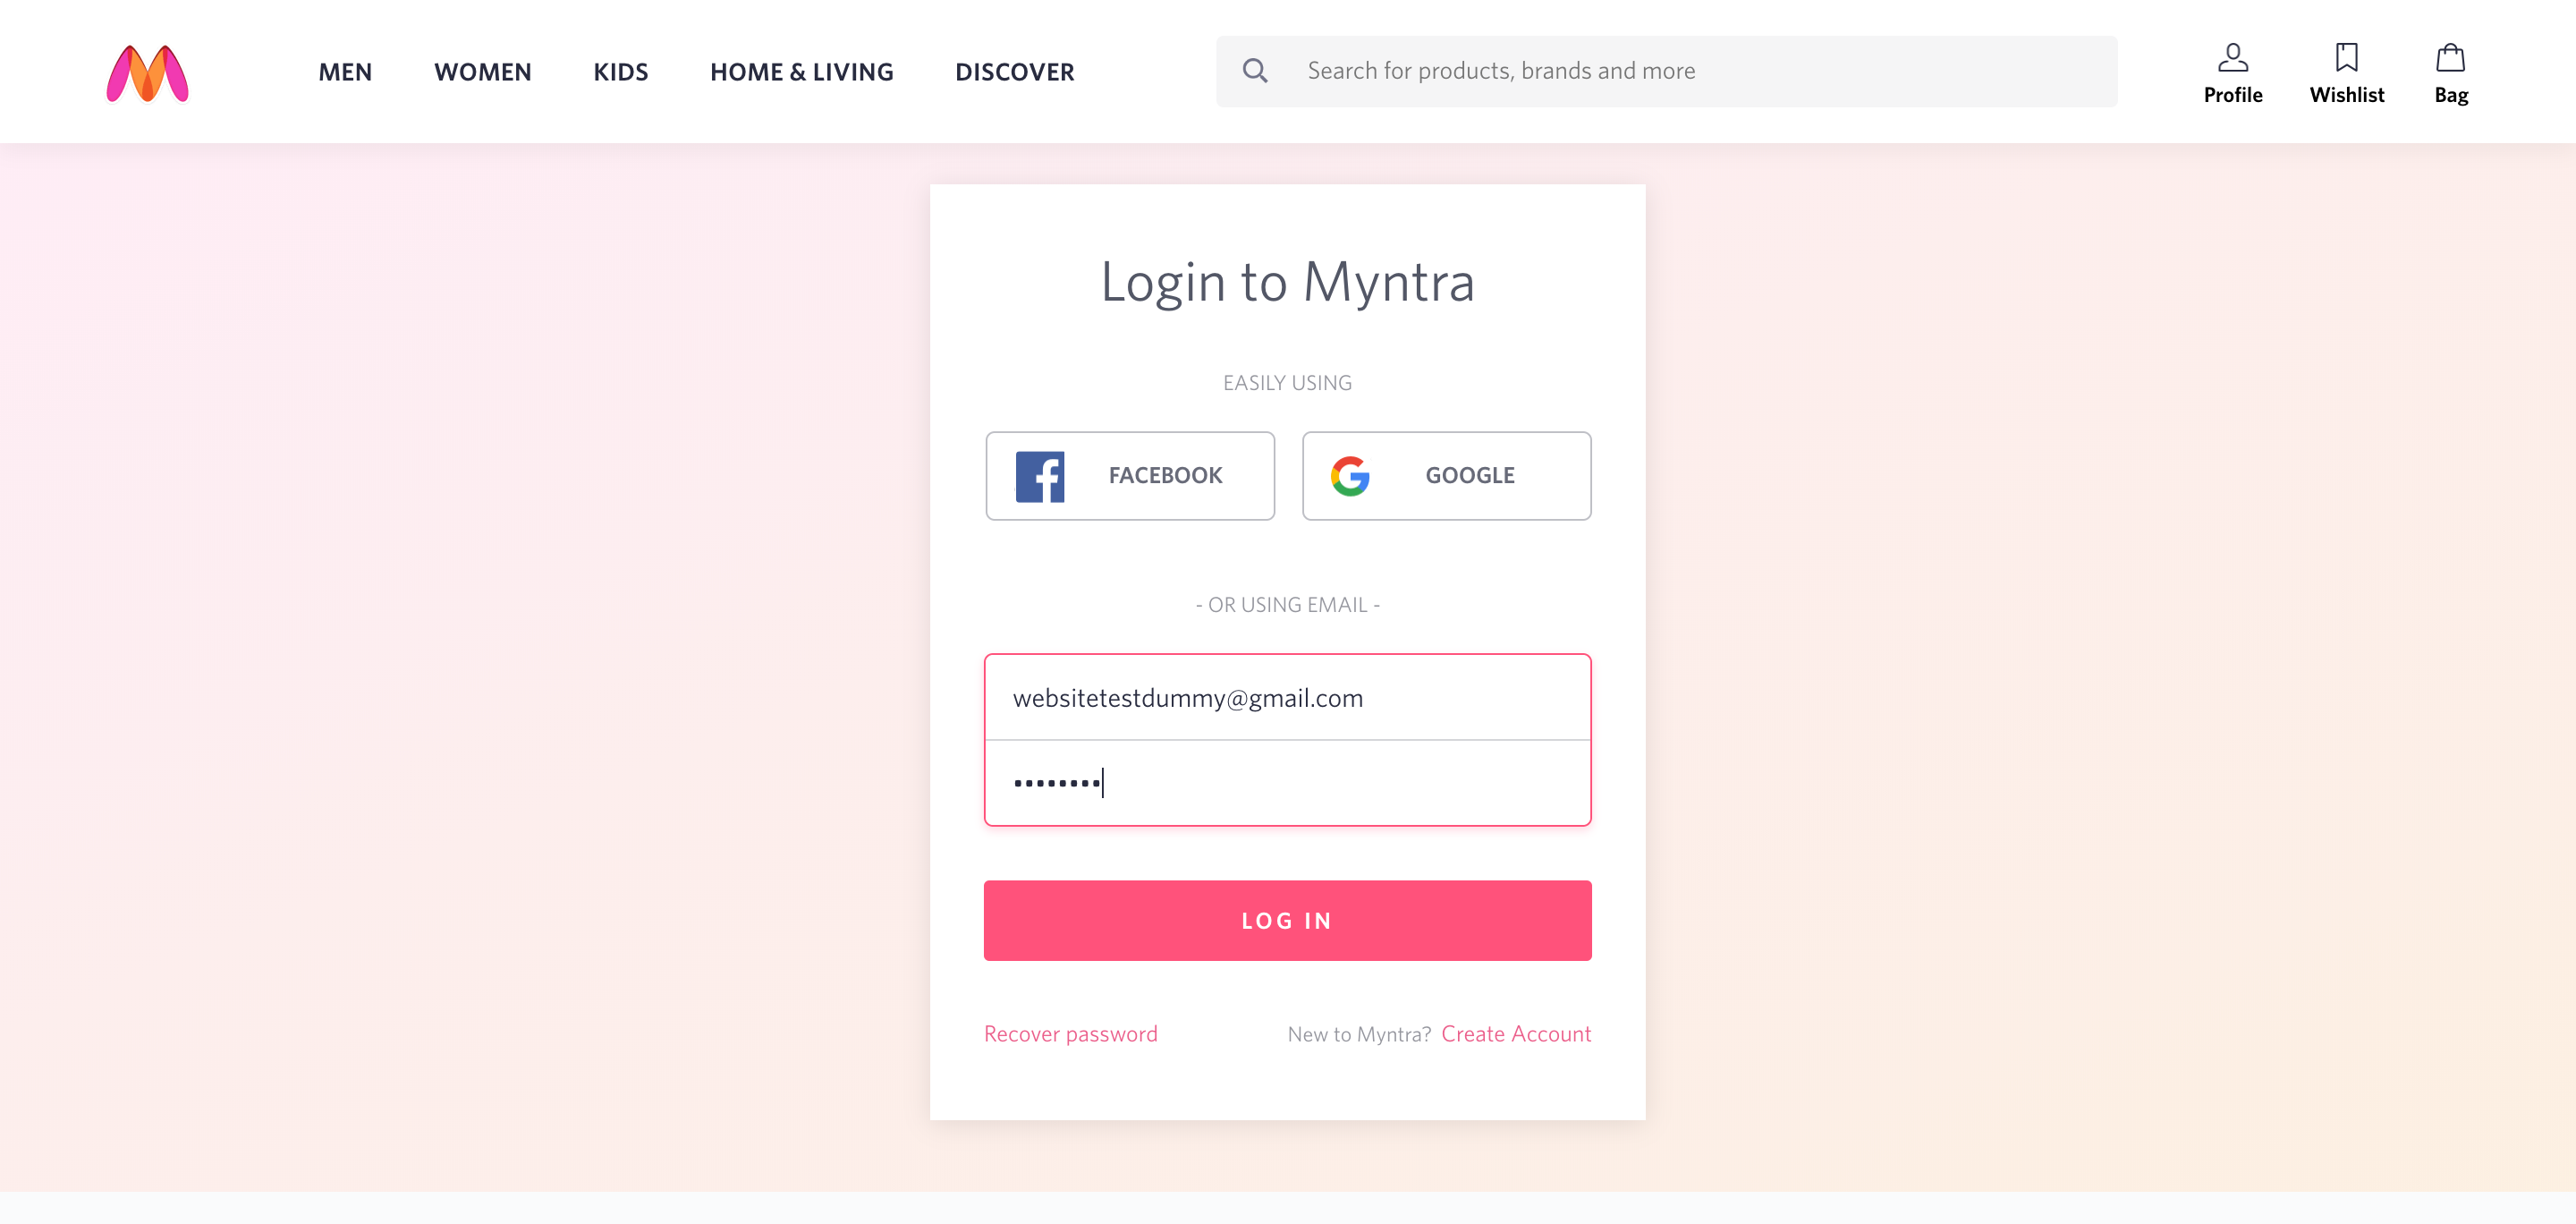 MEN WOMEN KIDS HOME & LIVING DISCOVER Search for products, brands and more Profile Wishlist Bag
Login to Myntra
EASILY USING
FACEBOOK GOOGLE
- OR USING EMAIL -
websitetestdummy@gmail.com
••••••••
LOG IN
Recover password New to Myntra? Create Account